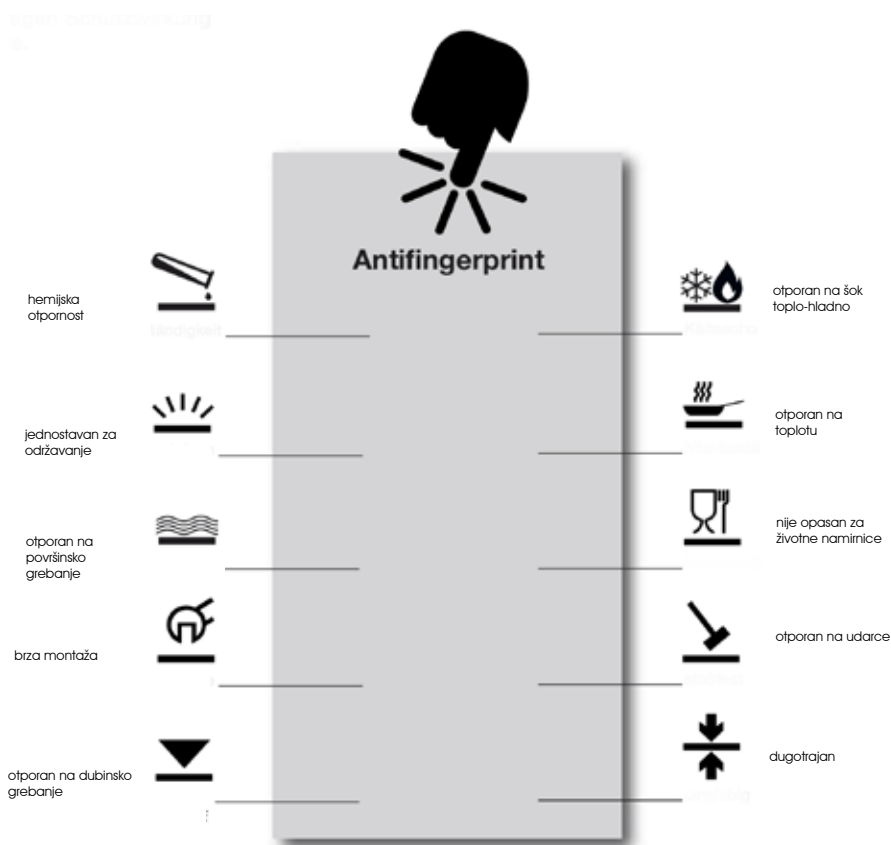 Antifingerprint
hemijska
otpornost
jednostavan za
održavanje
otporan na
površinsko
grebanje
brza montaža
otporan na dubinsko
grebanje
otporan na šok
toplo-hladno
otporan na
toplotu
nije opasan za
životne namirnice
otporan na udarce
dugotrajan